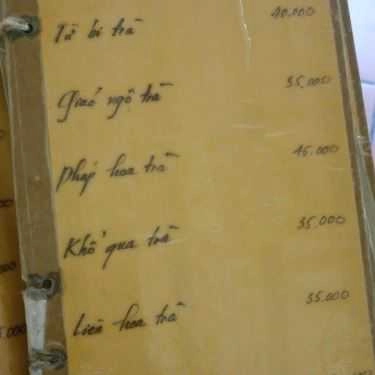 Từ bi trà 40.000
Giác ngộ trà 35.000
Pháp hoa trà 45.000
Khổ qua trà 35.000
Liên hoa trà 35.000